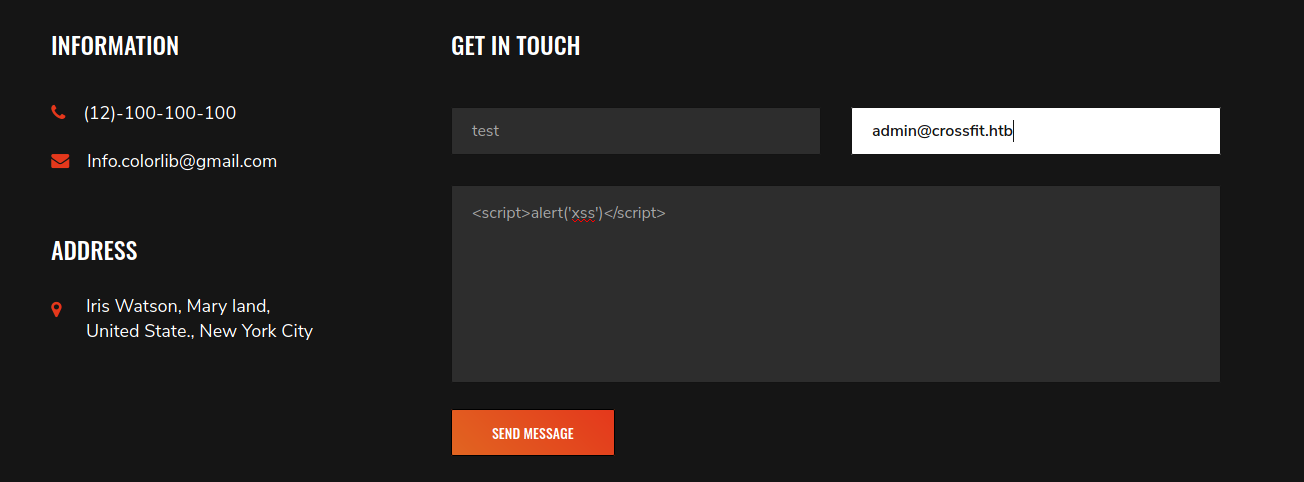 INFORMATION
(12)-100-100-100
Info.colorlib@gmail.com
ADDRESS
Iris Watson, Mary land,
United State., New York City
GET IN TOUCH
test
admin@crossfit.htb
<script>alert('xss')</script>
SEND MESSAGE